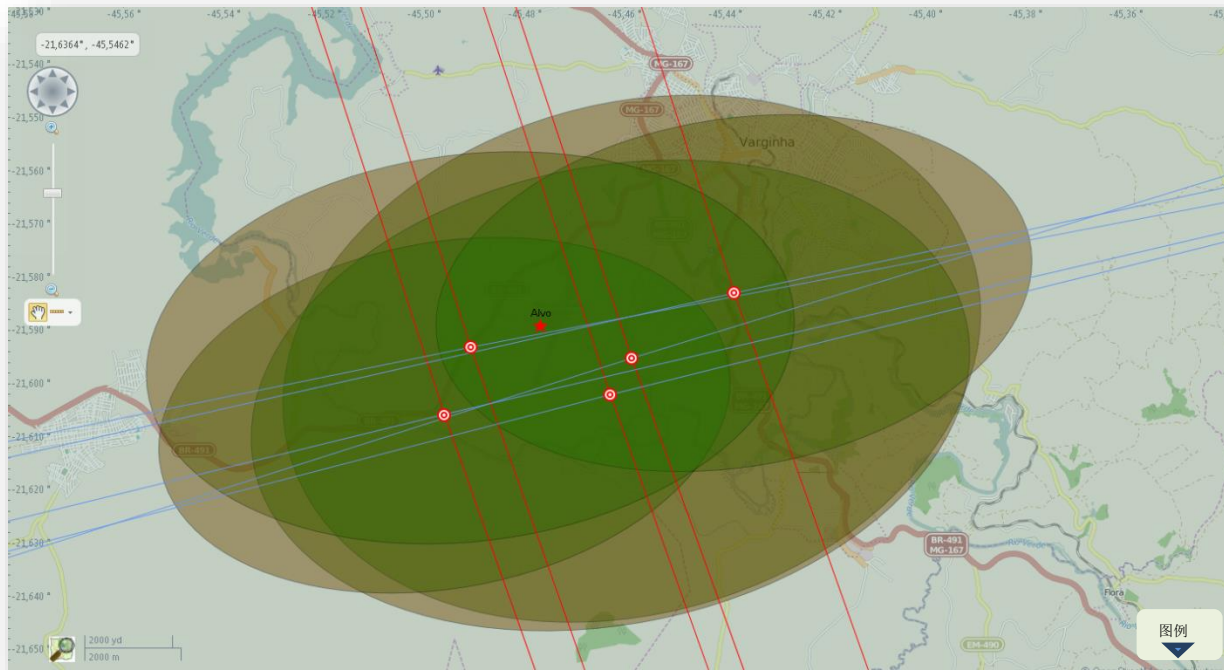 -45,56 °
-45,54 °
-45,52 °
-45,50 °
-45,48 °
-45,46 °
-45,44 °
-45,42 °
-45,40 °
-45,38 °
-45,36 °
-21,6364° , -45,5462°
-21,540 °
MG-167
-21,550 °
MG-167
Varginha
-21,560 °
-21,570 °
-21,580 °
-21,590 °
Alvo
-21,600 °
-21,610 °
BR-491
-21,620 °
-21,630 °
BR-491
MG-167
-21,640 °
Flora
2000 yd
2000 m
-21,650 °
图例